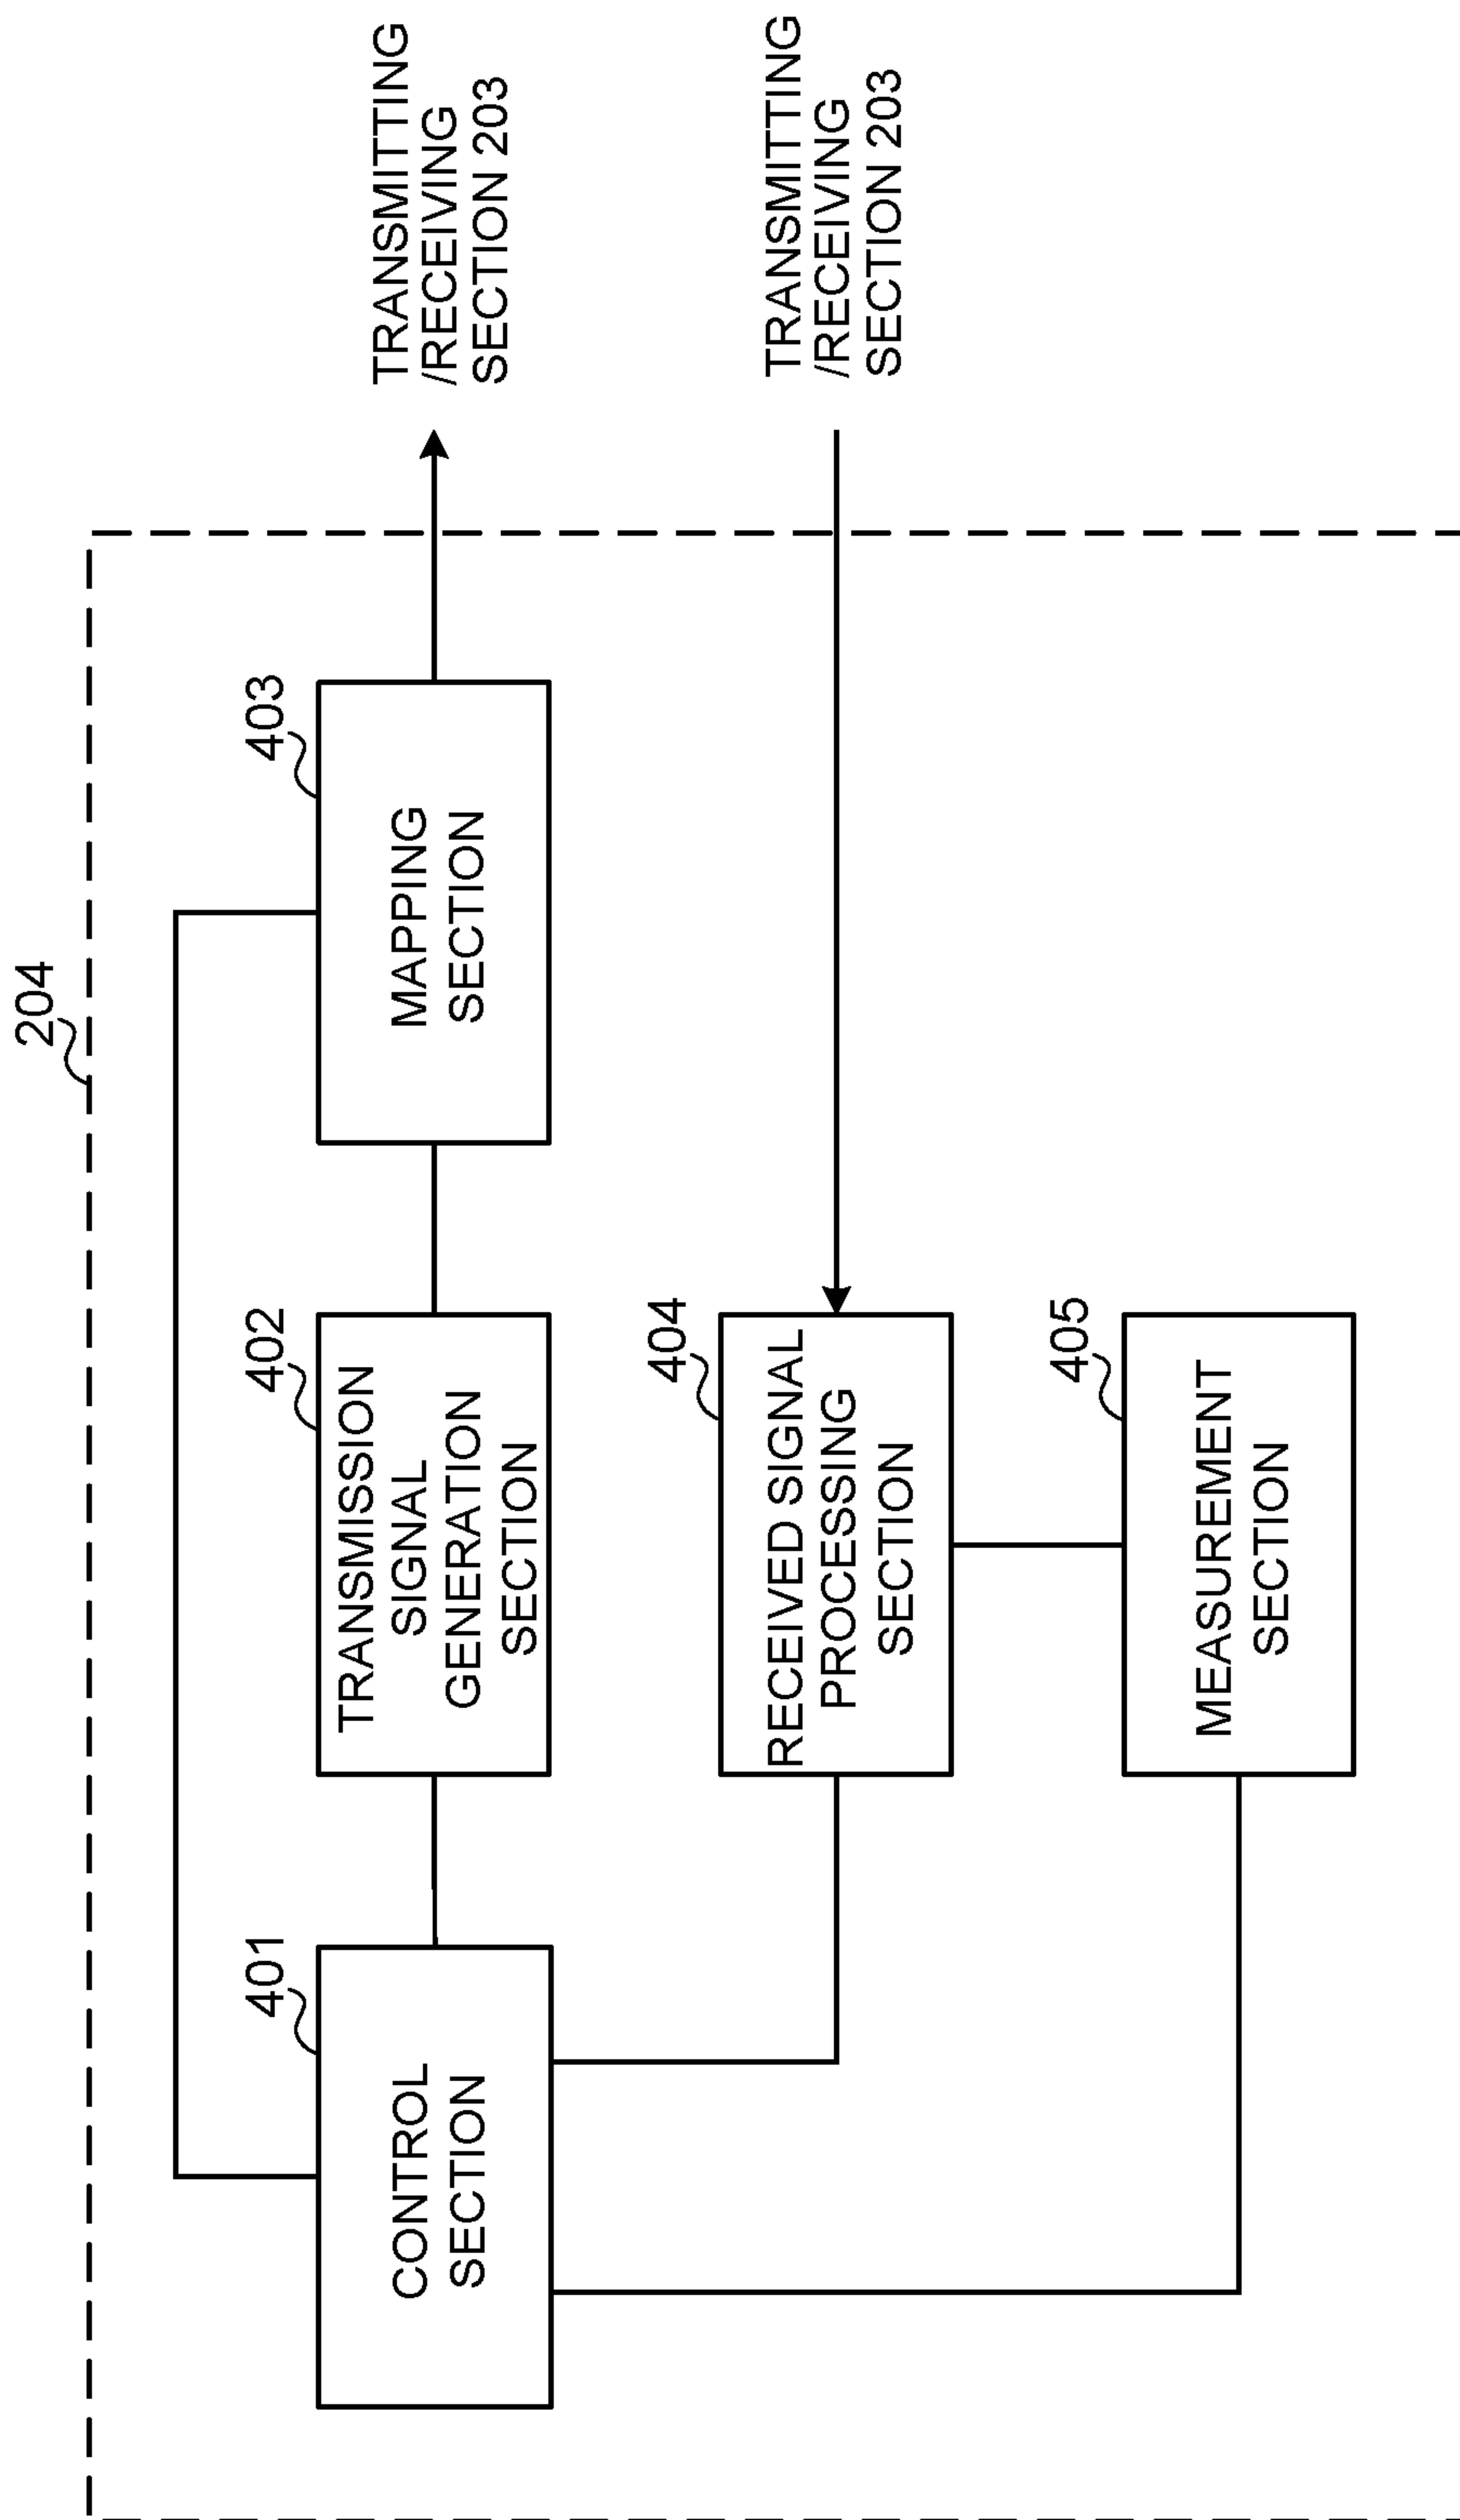 204
401
CONTROL
SECTION
402
TRANSMISSION
SIGNAL
GENERATION
SECTION
403
MAPPING
SECTION
TRANSMITTING
/RECEIVING
SECTION 203
404
RECEIVED SIGNAL
PROCESSING
SECTION
TRANSMITTING
/RECEIVING
SECTION 203
405
MEASUREMENT
SECTION